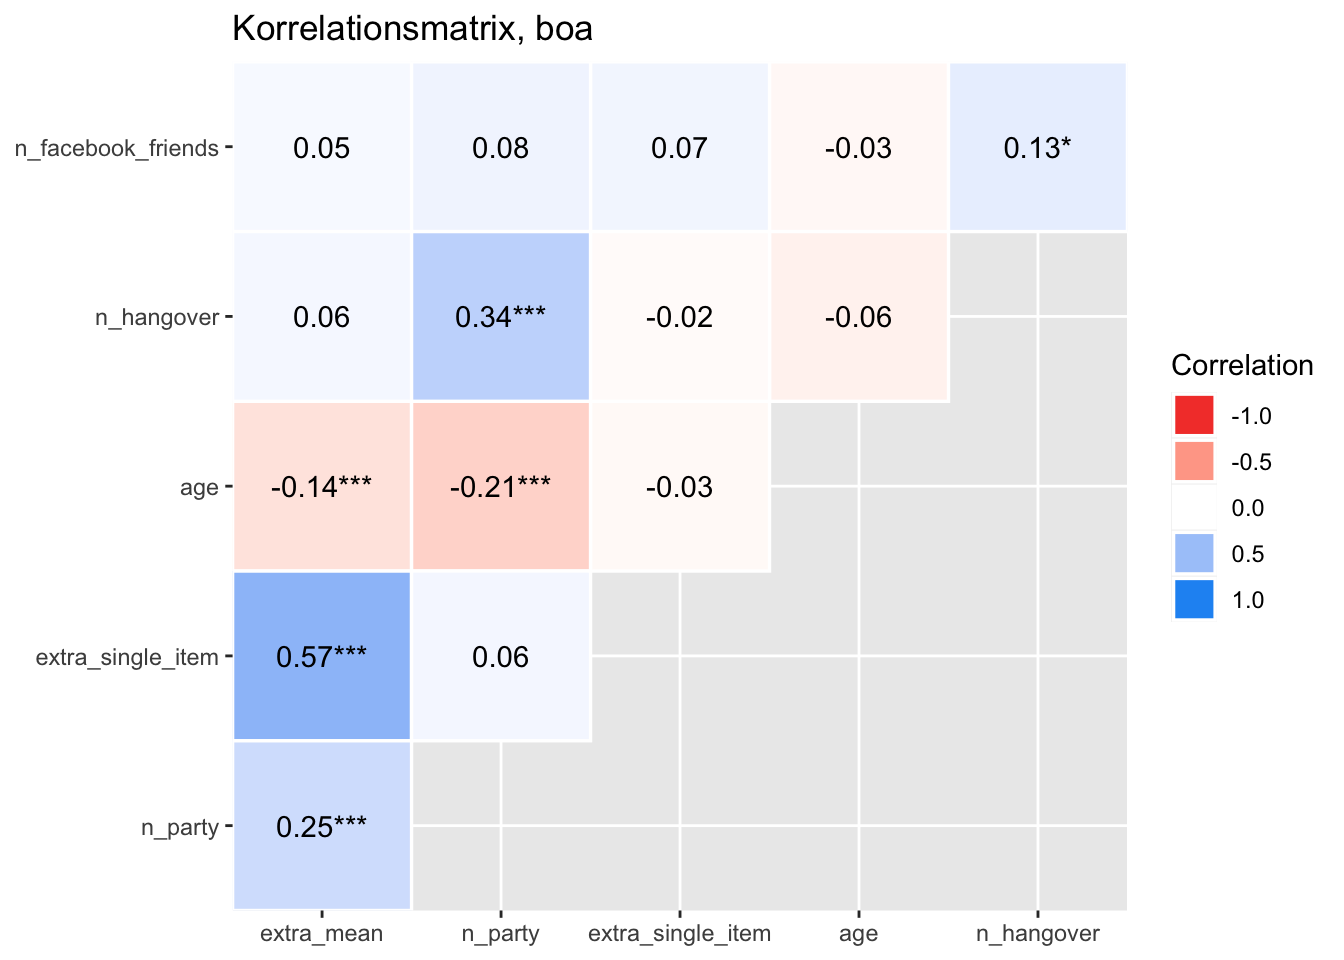 Korrelationsmatrix, boa
n_facebook_friends 0.05 0.08 0.07 -0.03 0.13*
n_hangover 0.06 0.34*** -0.02 -0.06
age -0.14*** -0.21*** -0.03
extra_single_item 0.57*** 0.06
n_party 0.25***
extra_mean n_party extra_single_item age n_hangover
Correlation
-1.0
-0.5
0.0
0.5
1.0